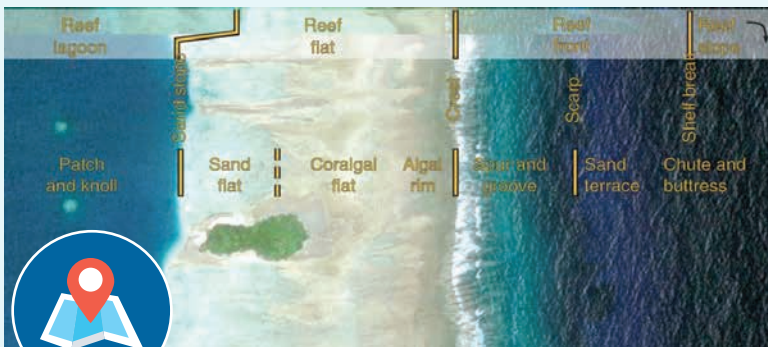 Reef
lagoon
Reef
flat
Reef
front
Reef
slope
Sand slope
Crest
Scarp
Shelf break
Patch
and knoll
Sand
flat
Coralgal
flat
Algal
rim
Spur and
groove
Sand
terrace
Chute and
buttress